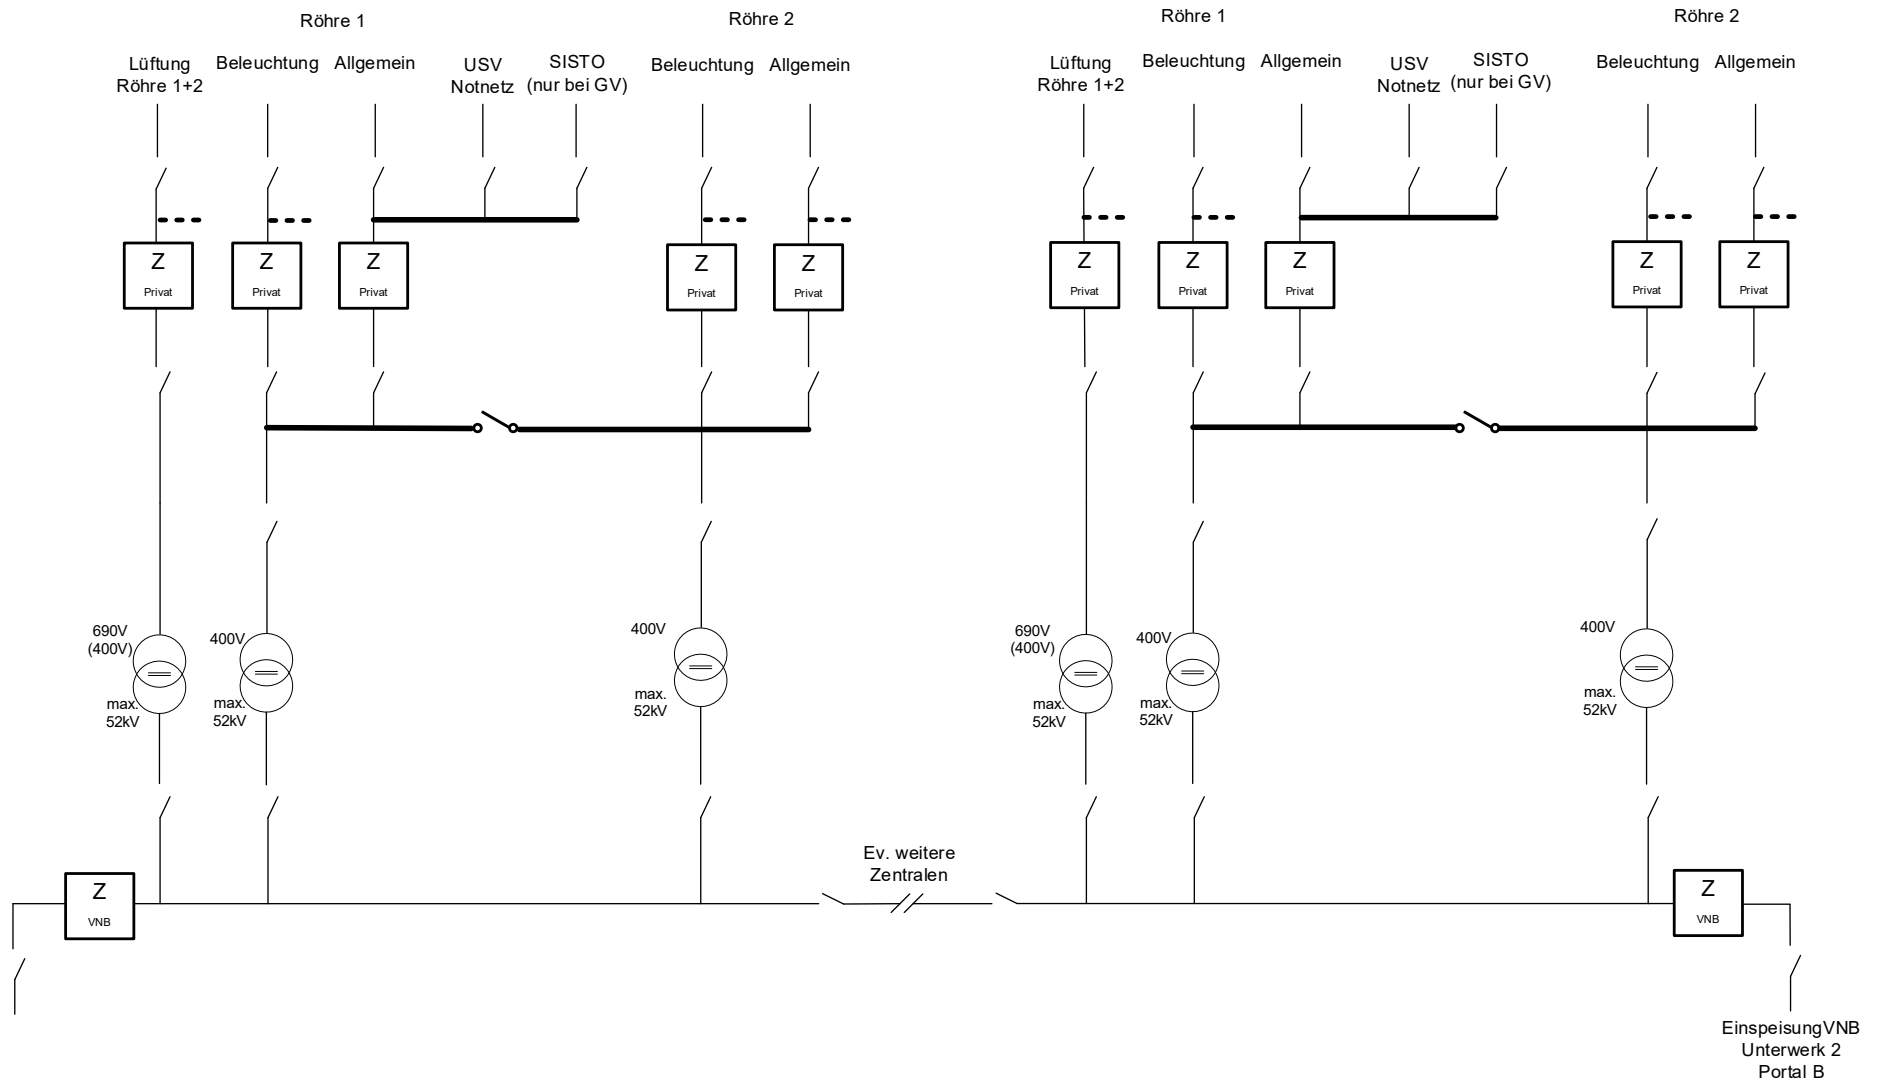 Röhre 1
Röhre 2
Röhre 1
Röhre 2
Lüftung
Röhre 1+2
Beleuchtung
Allgemein
USV
Notnetz
SISTO
(nur bei GV)
Beleuchtung
Allgemein
Lüftung
Röhre 1+2
Beleuchtung
Allgemein
USV
Notnetz
SISTO
(nur bei GV)
Beleuchtung
Allgemein
Z
Privat
Z
Privat
Z
Privat
Z
Privat
Z
Privat
Z
Privat
Z
Privat
Z
Privat
Z
Privat
Z
Privat
690V
(400V)
max.
52kV
400V
max.
52kV
400V
max.
52kV
690V
(400V)
max.
52kV
400V
max.
52kV
400V
max.
52kV
Z
VNB
Ev. weitere
Zentralen
Z
VNB
EinspeisungVNB
Unterwerk 2
Portal B